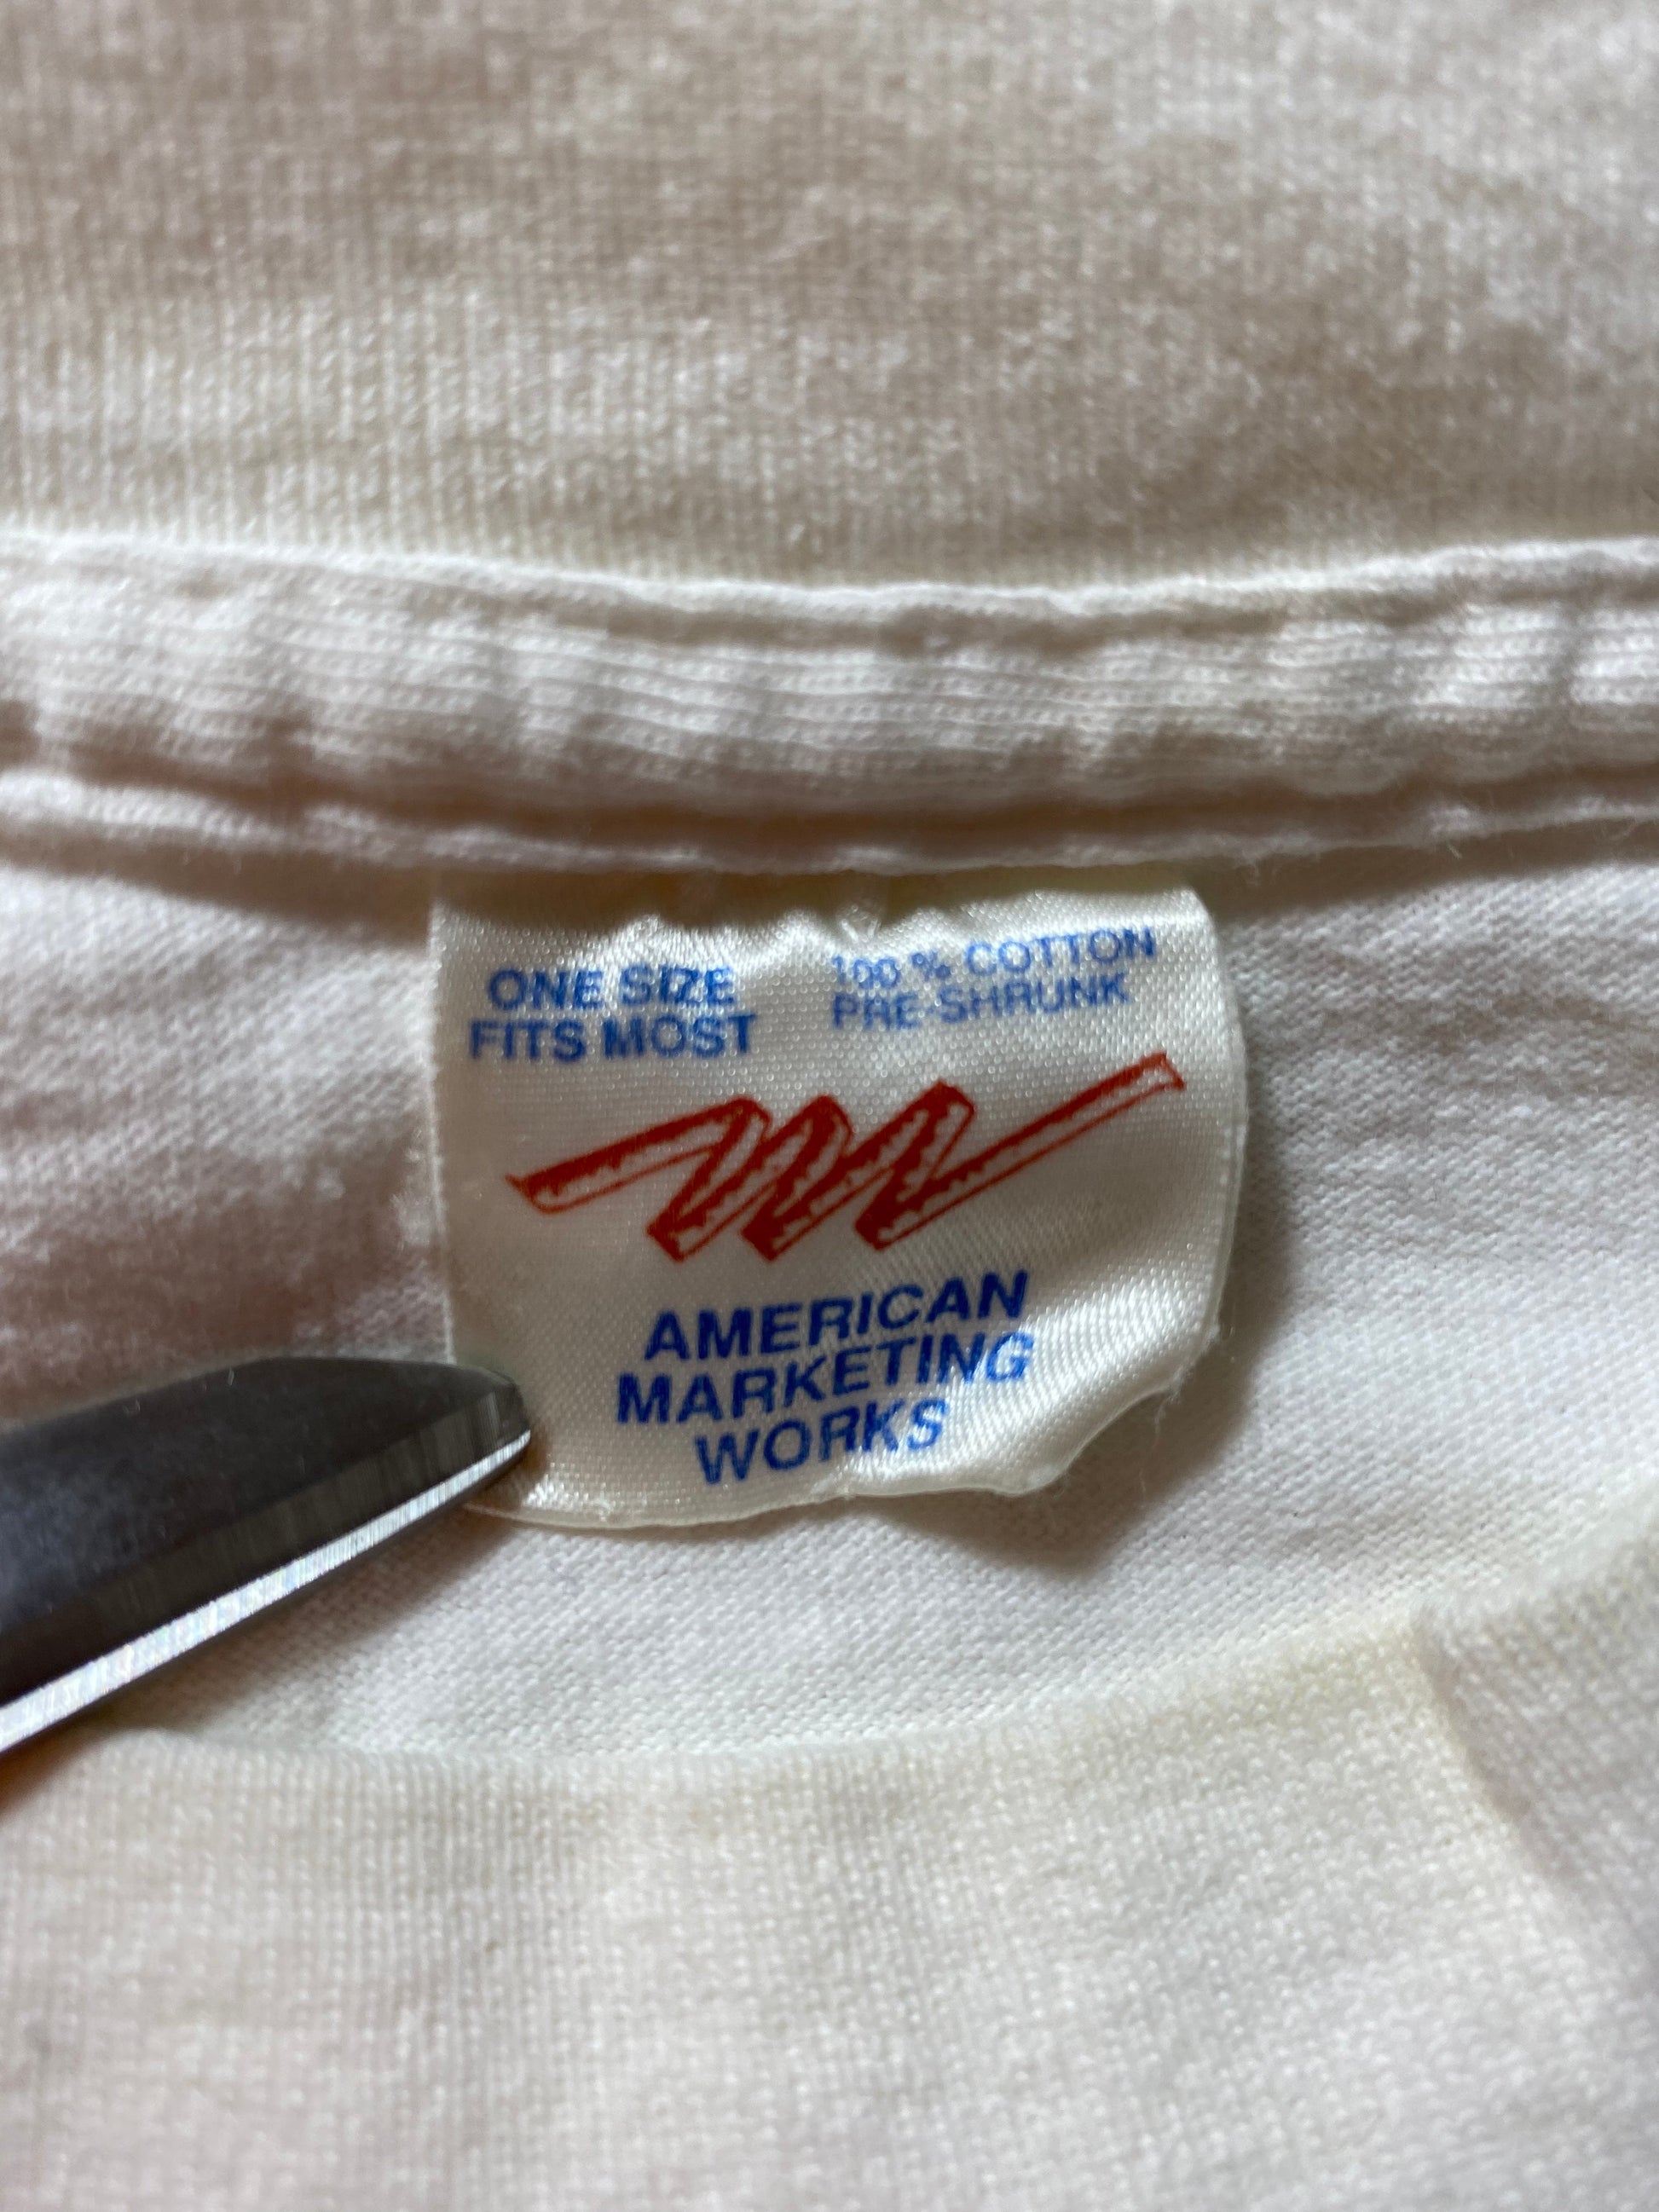 ONE SIZE
FITS MOST
100 % COTTON
PRE-SHRUNK
AMERICAN
MARKETING
WORKS